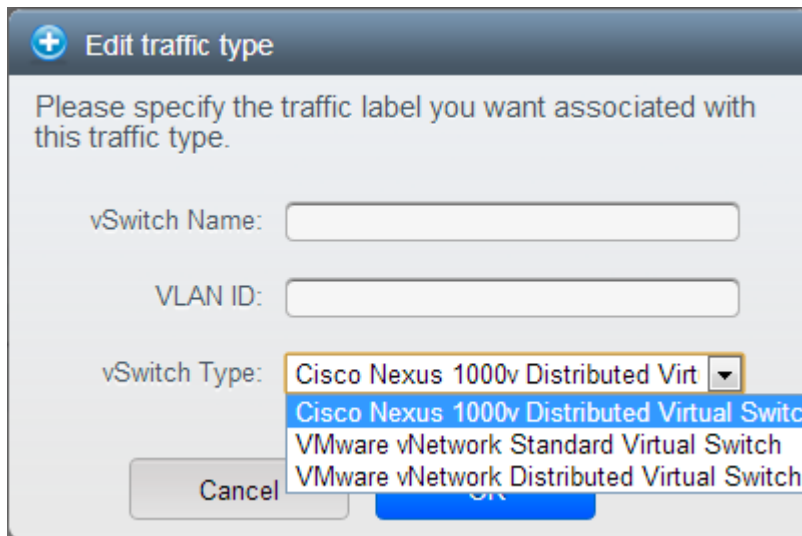 Edit traffic type
Please specify the traffic label you want associated with
this traffic type.
vSwitch Name:
VLAN ID:
vSwitch Type:
Cisco Nexus 1000v Distributed Virt
Cisco Nexus 1000v Distributed Virtual Switc
VMware vNetwork Standard Virtual Switch
VMware vNetwork Distributed Virtual Switch
Cancel
OK